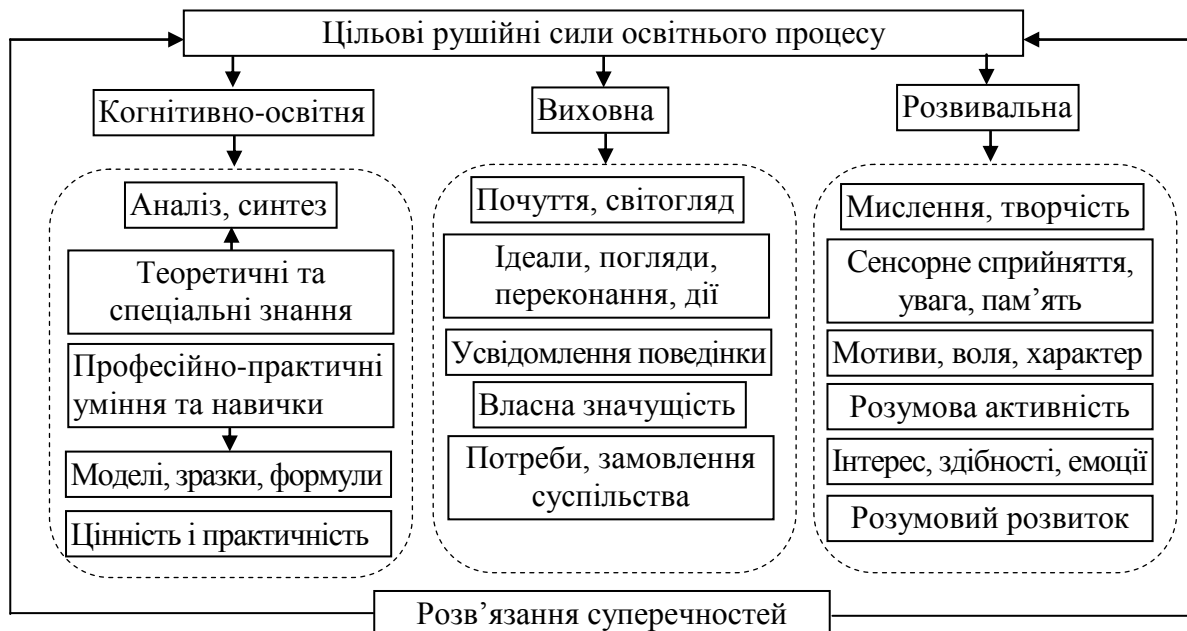 Цільові рушійні сили освітнього процесу
Когнітивно-освітня
Виховна
Розвивальна
Аналіз, синтез
Теоретичні та
спеціальні знання
Професійно-практичні
уміння та навички
Моделі, зразки, формули
Цінність і практичність
Почуття, світогляд
Ідеали, погляди,
переконання, дії
Усвідомлення поведінки
Власна значущість
Потреби, замовлення
суспільства
Мислення, творчість
Сенсорне сприйняття,
увага, пам’ять
Мотиви, воля, характер
Розумова активність
Інтерес, здібності, емоції
Розумовий розвиток
Розв’язання суперечностей